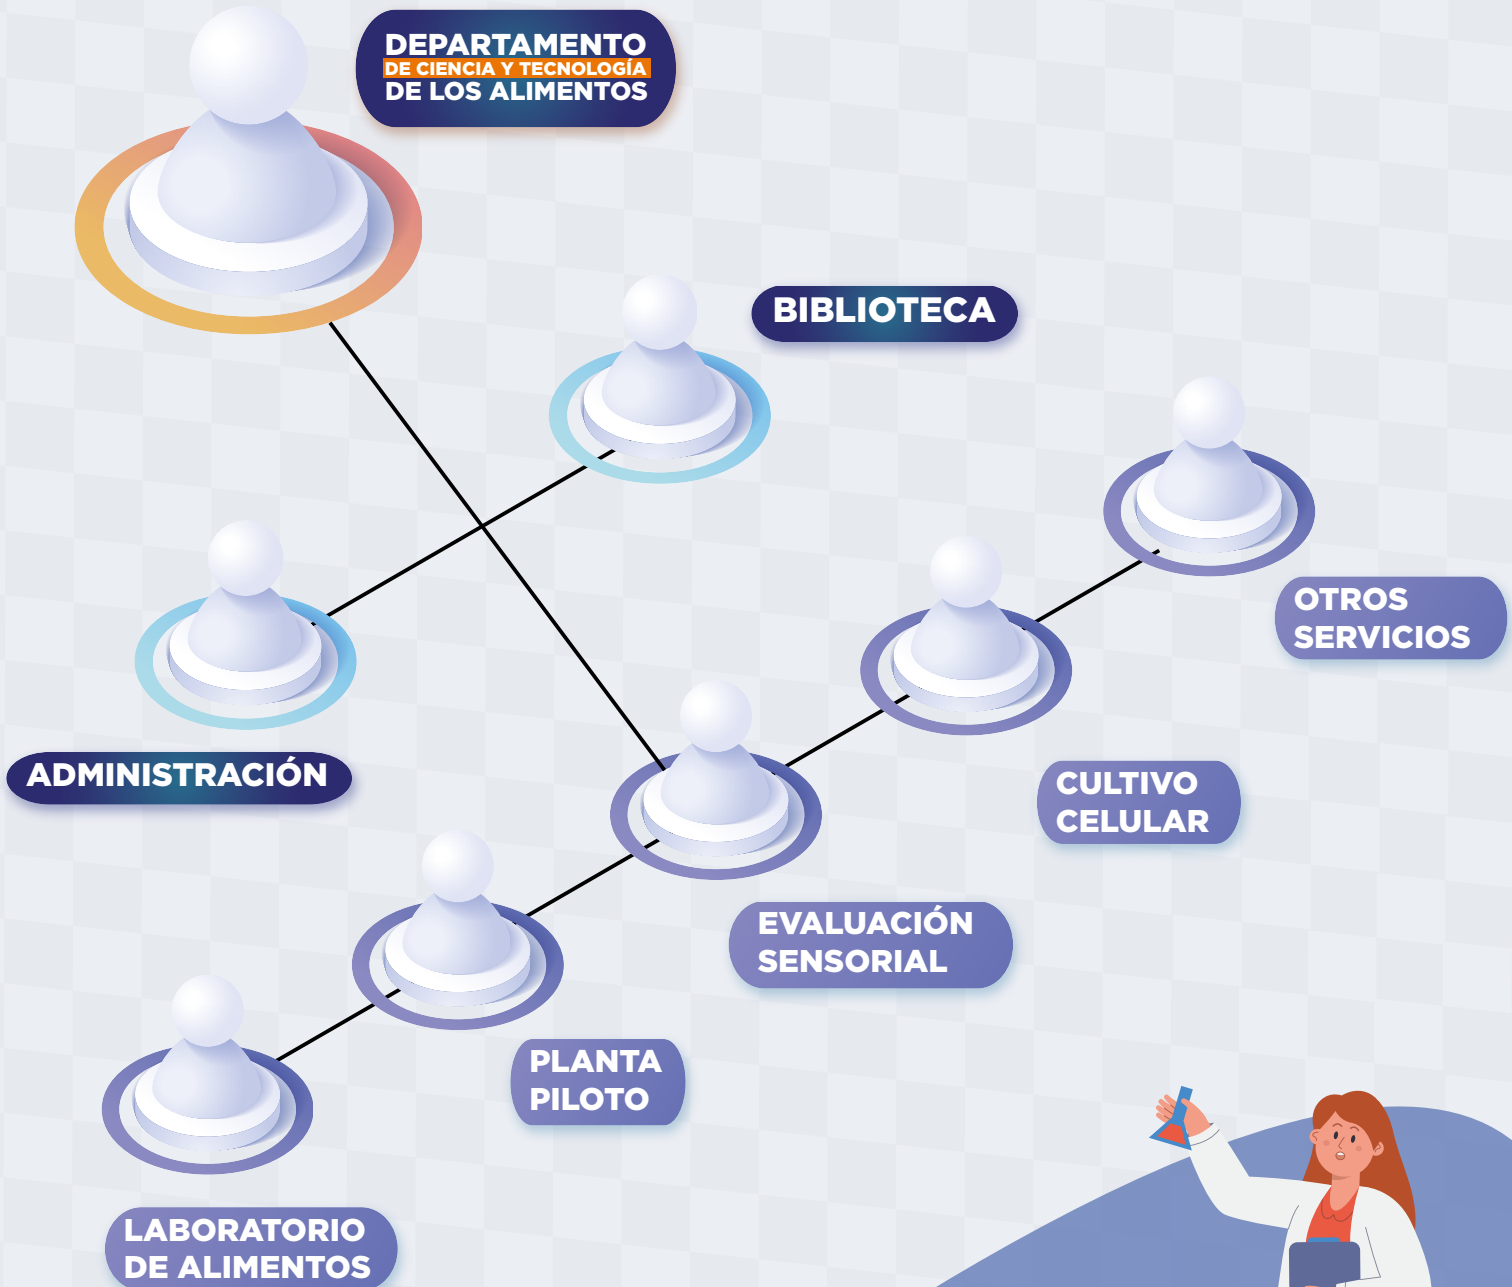 DEPARTAMENTO
DE CIENCIA Y TECNOLOGÍA
DE LOS ALIMENTOS
BIBLIOTECA
OTROS
SERVICIOS
ADMINISTRACIÓN
CULTIVO
CELULAR
EVALUACIÓN
SENSORIAL
PLANTA
PILOTO
LABORATORIO
DE ALIMENTOS